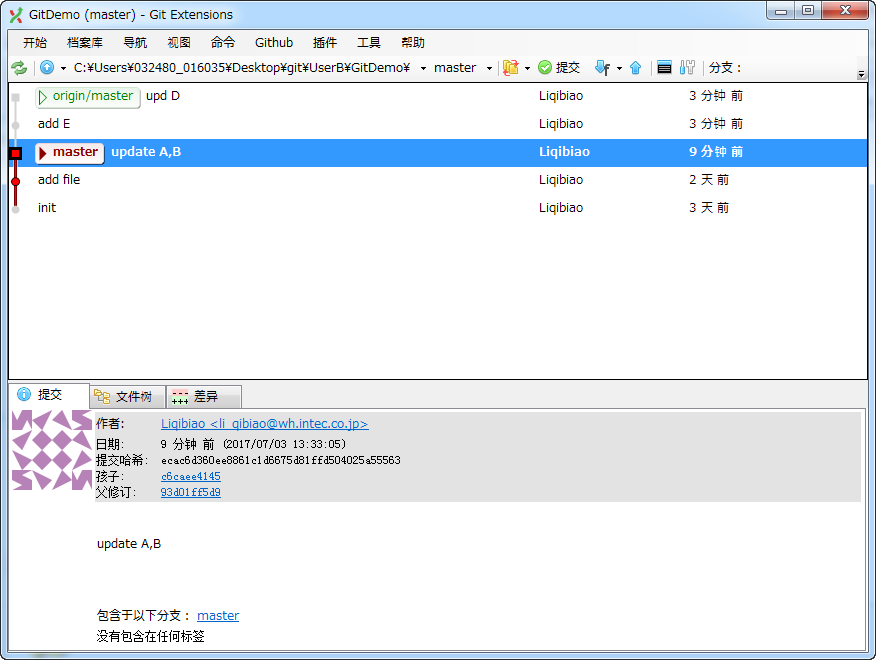 GitDemo (master) - Git Extensions
开始 档案库 导航 视图 命令 Github 插件 工具 帮助
C:¥Users¥032480_016035¥Desktop¥git¥UserB¥GitDemo¥ master 提交 分支：
origin/master upd D Liqibiao 3 分钟 前
add E Liqibiao 3 分钟 前
master update A,B Liqibiao 9 分钟 前
add file Liqibiao 2 天 前
init Liqibiao 3 天 前
提交 文件树 差异
作者: Liqibiao <li_qibiao@wh.intec.co.jp>
日期: 9 分钟 前 (2017/07/03 13:33:05)
提交哈希: ecac6d360ee8861c1d6675d81ffd504025a55563
孩子: c6caee4145
父修订: 93d01ff5d9
update A,B
包含于以下分支： master
没有包含在任何标签